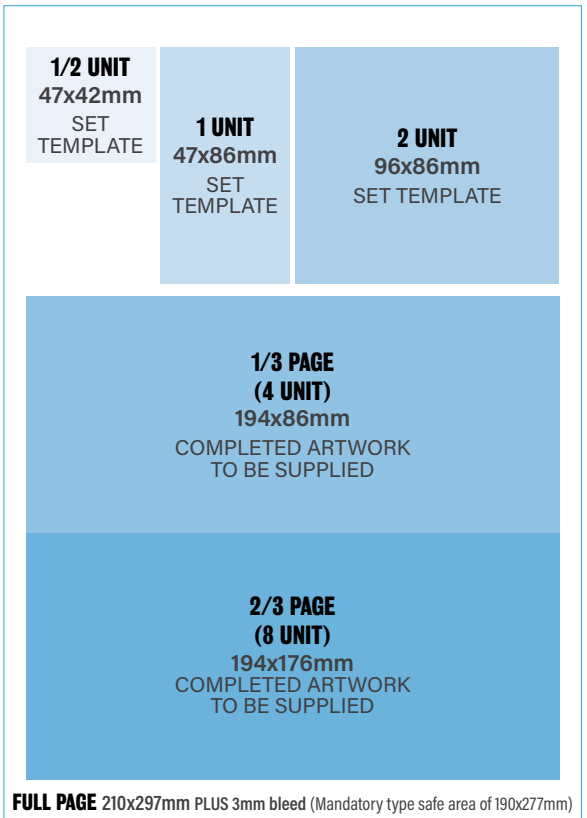 1/2 UNIT
47x42mm
SET
TEMPLATE
1 UNIT
47x86mm
SET
TEMPLATE
2 UNIT
96x86mm
SET TEMPLATE
1/3 PAGE
(4 UNIT)
194x86mm
COMPLETED ARTWORK
TO BE SUPPLIED
2/3 PAGE
(8 UNIT)
194x176mm
COMPLETED ARTWORK
TO BE SUPPLIED
FULL PAGE 210x297mm PLUS 3mm bleed (Mandatory type safe area of 190x277mm)